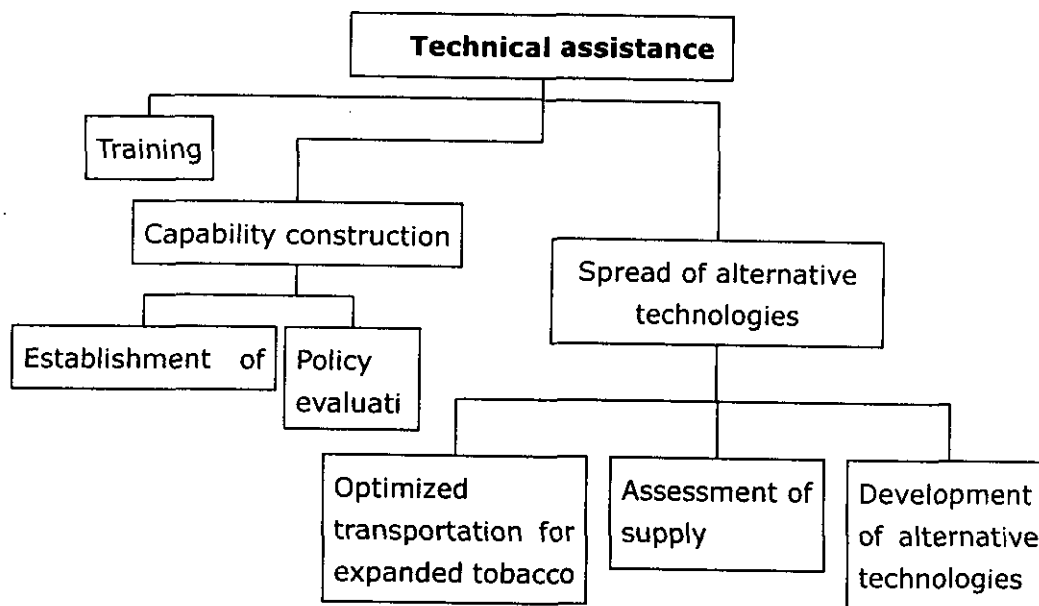 Technical assistance
Training
Capability construction
Spread of alternative
technologies
Establishment of
Policy
evaluati
Optimized
transportation for
expanded tobacco
Assessment of
supply
Development
of alternative
technologies